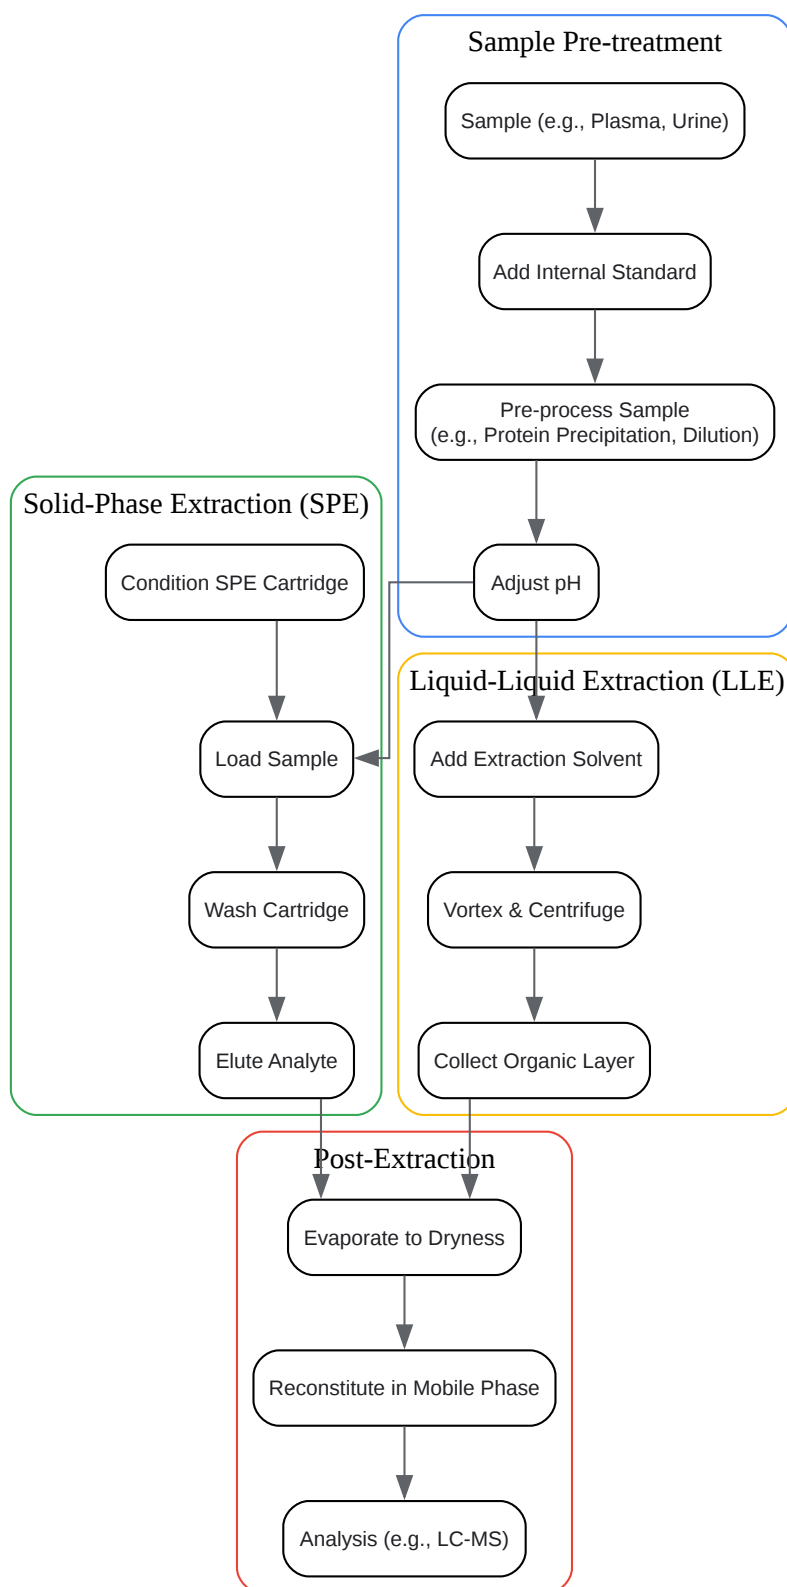 Sample Pre-treatment
Sample (e.g., Plasma, Urine)
Add Internal Standard
Pre-process Sample
(e.g., Protein Precipitation, Dilution)
Adjust pH
Solid-Phase Extraction (SPE)
Condition SPE Cartridge
Load Sample
Wash Cartridge
Elute Analyte
Liquid-Liquid Extraction (LLE)
Add Extraction Solvent
Vortex & Centrifuge
Collect Organic Layer
Post-Extraction
Evaporate to Dryness
Reconstitute in Mobile Phase
Analysis (e.g., LC-MS)